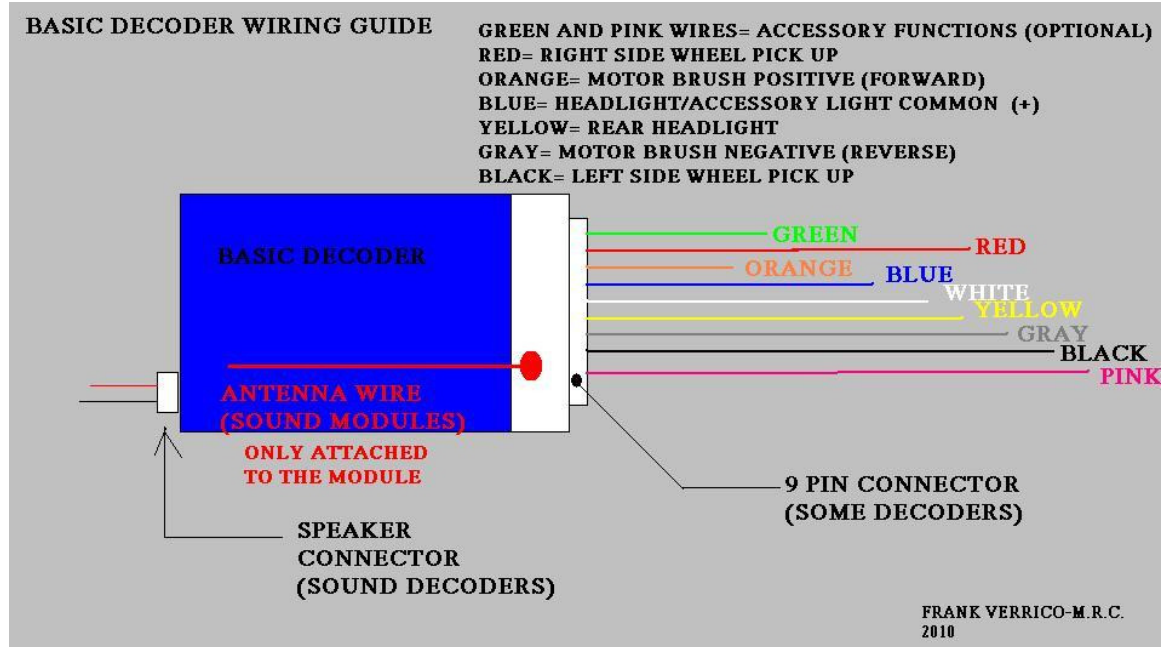 BASIC DECODER WIRING GUIDE
GREEN AND PINK WIRES= ACCESSORY FUNCTIONS (OPTIONAL)
RED= RIGHT SIDE WHEEL PICK UP
ORANGE= MOTOR BRUSH POSITIVE (FORWARD)
BLUE= HEADLIGHT/ACCESSORY LIGHT COMMON (+)
YELLOW= REAR HEADLIGHT
GRAY= MOTOR BRUSH NEGATIVE (REVERSE)
BLACK= LEFT SIDE WHEEL PICK UP
BASIC DECODER
GREEN
RED
ORANGE
BLUE
WHITE
YELLOW
GRAY
BLACK
PINK
ANTENNA WIRE
(SOUND MODULES)
ONLY ATTACHED
TO THE MODULE
9 PIN CONNECTOR
(SOME DECODERS)
SPEAKER
CONNECTOR
(SOUND DECODERS)
FRANK VERRICO-M.R.C.
2010